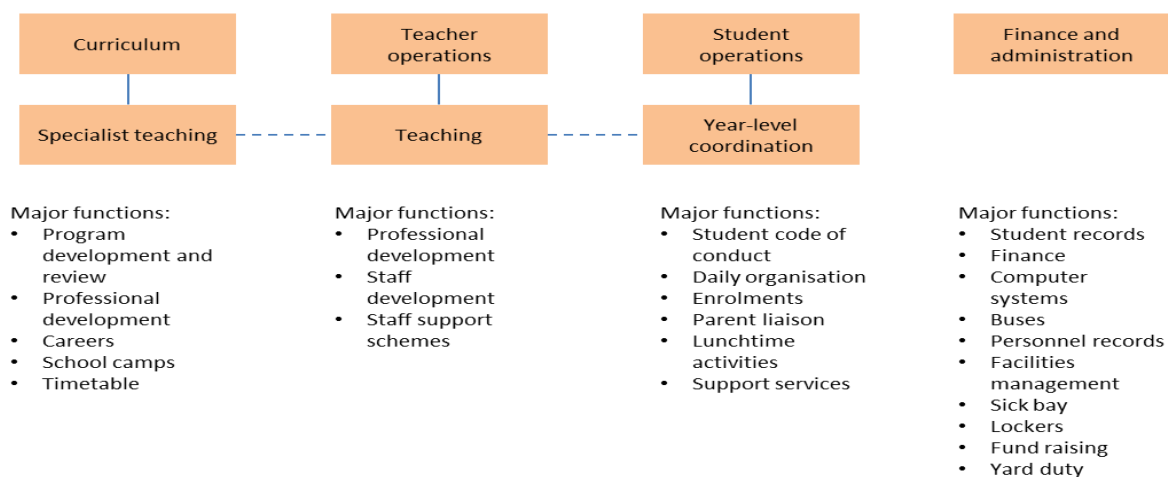 Curriculum
Teacher
operations
Student
operations
Finance and
administration
Specialist teaching
Teaching
Year-level
coordination
Major functions:
• Program
development and
review
• Professional
development
• Careers
• School camps
• Timetable
Major functions:
• Professional
development
• Staff
development
• Staff support
schemes
Major functions:
• Student code of
conduct
• Daily organisation
• Enrolments
• Parent liaison
• Lunchtime
activities
• Support services
Major functions:
• Student records
• Finance
• Computer
systems
• Buses
• Personnel records
• Facilities
management
• Sick bay
• Lockers
• Fund raising
• Yard duty